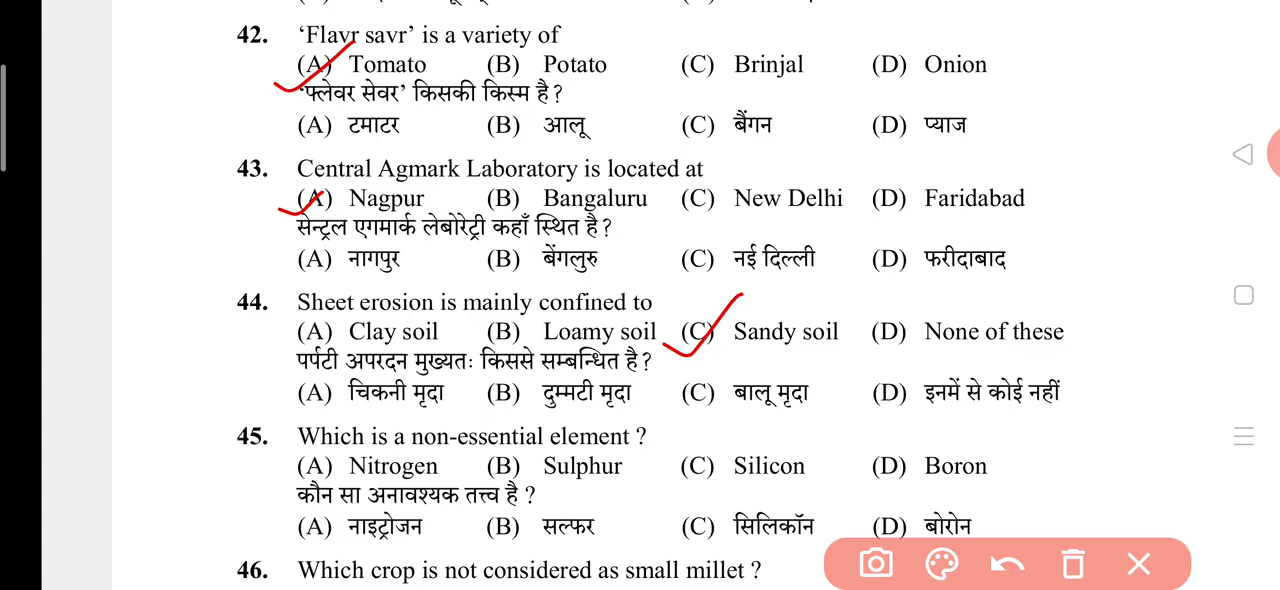 42. ‘Flavr savr’ is a variety of
(A) Tomato (B) Potato (C) Brinjal (D) Onion
‘फ्लेवर सेवर’ किसकी किस्म है ?
(A) टमाटर (B) आलू (C) बैंगन (D) प्याज
43. Central Agmark Laboratory is located at
(A) Nagpur (B) Bangaluru (C) New Delhi (D) Faridabad
सेन्ट्रल एगमार्क लेबोरेट्री कहाँ स्थित है ?
(A) नागपुर (B) बेंगलुरु (C) नई दिल्ली (D) फरीदाबाद
44. Sheet erosion is mainly confined to
(A) Clay soil (B) Loamy soil (C) Sandy soil (D) None of these
पर्पटी अपरदन मुख्यतः किससे सम्बन्धित है ?
(A) चिकनी मृदा (B) दुम्मटी मृदा (C) बालू मृदा (D) इनमें से कोई नहीं
45. Which is a non-essential element ?
(A) Nitrogen (B) Sulphur (C) Silicon (D) Boron
कौन सा अनावश्यक तत्त्व है ?
(A) नाइट्रोजन (B) सल्फर (C) सिलिकॉन (D) बोरोन
46. Which crop is not considered as small millet ?